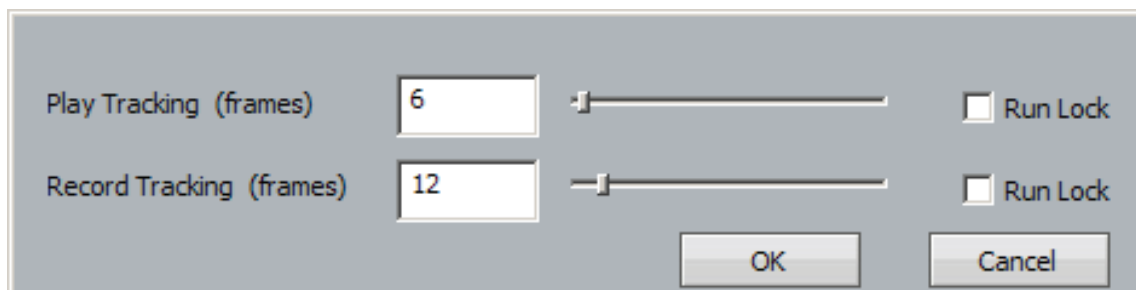 Play Tracking (frames) 6 Run Lock
Record Tracking (frames) 12 Run Lock
OK Cancel